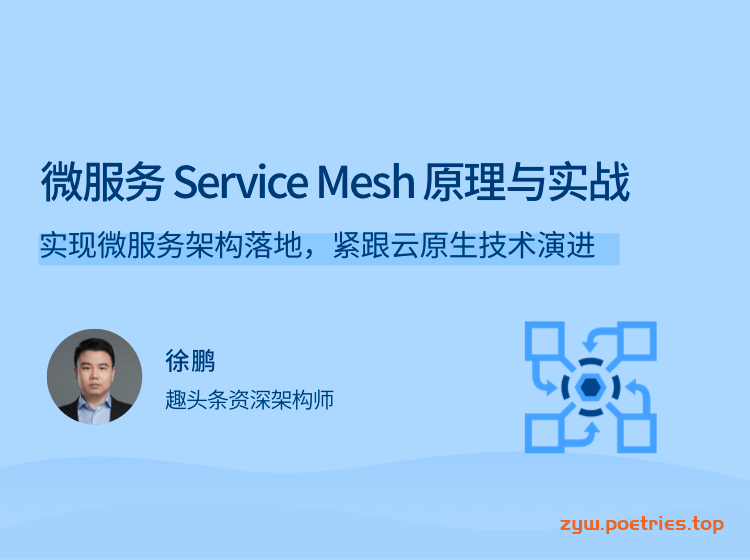 微服务 Service Mesh 原理与实战
实现微服务架构落地，紧跟云原生技术演进
徐鹏
趣头条资深架构师
zyw.poetries.top